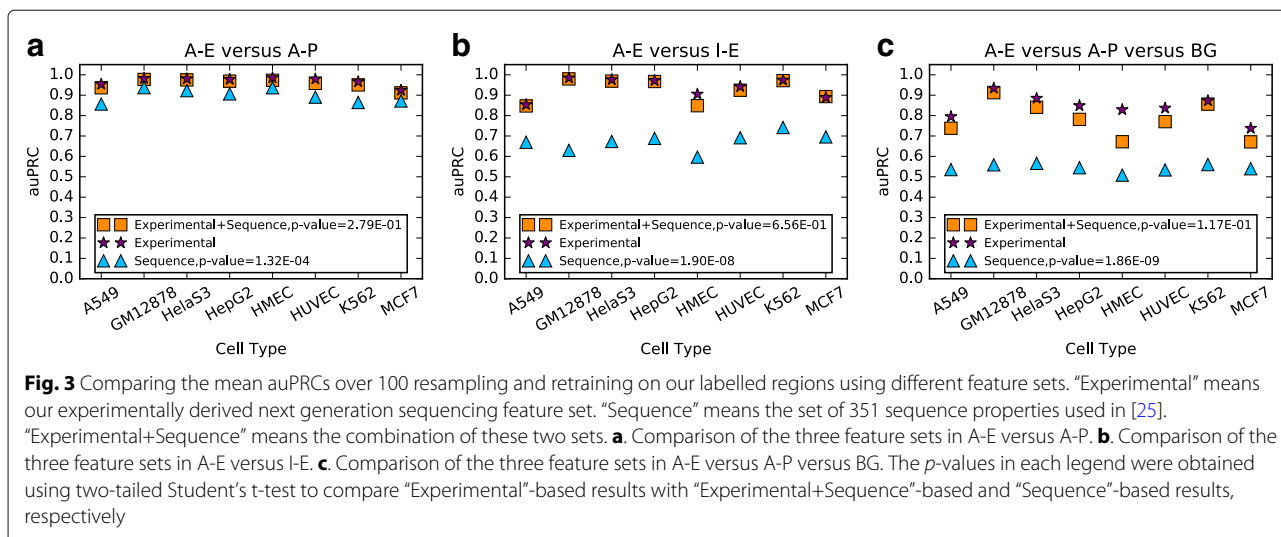 a
A-E versus A-P
b
A-E versus I-E
c
A-E versus A-P versus BG
auPRC
1.0
0.9
0.8
0.7
0.6
0.5
0.4
0.3
0.2
0.1
0.0
Experimental+Sequence,p-value=2.79E-01
Experimental
Sequence,p-value=1.32E-04
A549
GM12878
HelaS3
HepG2
HMEC
HUVEC
K562
MCF7
Cell Type
auPRC
1.0
0.9
0.8
0.7
0.6
0.5
0.4
0.3
0.2
0.1
0.0
Experimental+Sequence,p-value=6.56E-01
Experimental
Sequence,p-value=1.90E-08
A549
GM12878
HelaS3
HepG2
HMEC
HUVEC
K562
MCF7
Cell Type
auPRC
1.0
0.9
0.8
0.7
0.6
0.5
0.4
0.3
0.2
0.1
0.0
Experimental+Sequence,p-value=1.17E-01
Experimental
Sequence,p-value=1.86E-09
A549
GM12878
HelaS3
HepG2
HMEC
HUVEC
K562
MCF7
Cell Type
Fig. 3 Comparing the mean auPRCs over 100 resampling and retraining on our labelled regions using different feature sets. “Experimental” means
our experimentally derived next generation sequencing feature set. “Sequence” means the set of 351 sequence properties used in [25].
“Experimental+Sequence” means the combination of these two sets. a. Comparison of the three feature sets in A-E versus A-P. b. Comparison of the
three feature sets in A-E versus I-E. c. Comparison of the three feature sets in A-E versus A-P versus BG. The p-values in each legend were obtained
using two-tailed Student’s t-test to compare “Experimental”-based results with “Experimental+Sequence”-based and “Sequence”-based results,
respectively